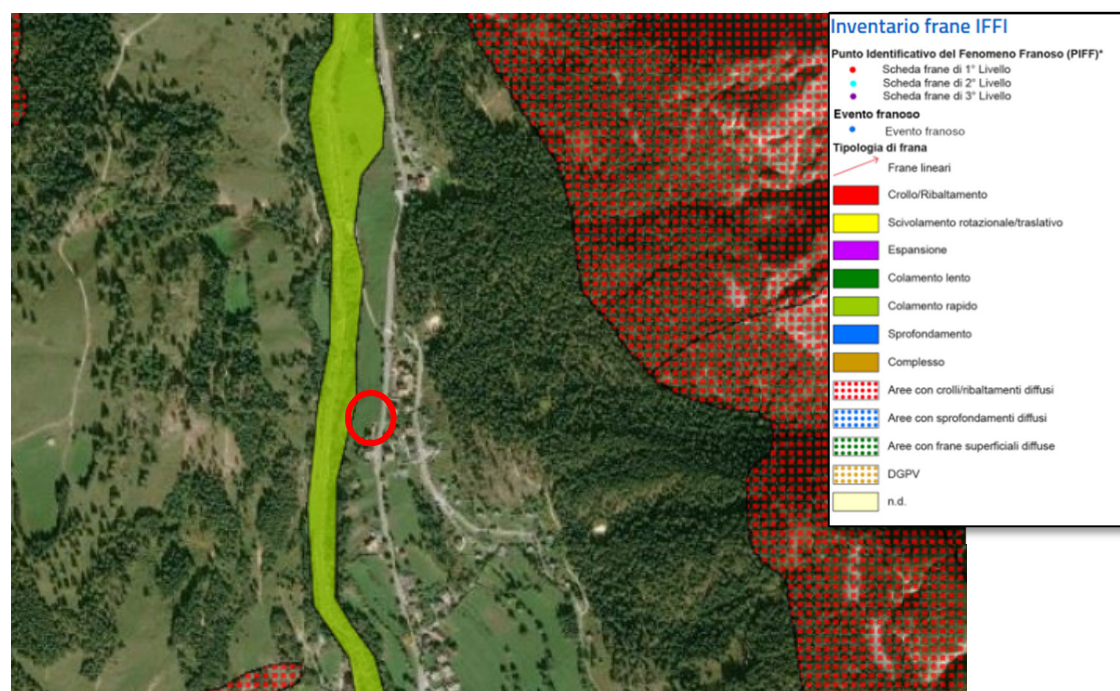 Inventario frane IFFI
Punto Identificativo del Fenomeno Franoso (PIFF)*
Scheda frane di 1° Livello
Scheda frane di 2° Livello
Scheda frane di 3° Livello
Evento franoso
Evento franoso
Tipologia di frana
Frane lineari
Crollo/Ribaltamento
Scivolamento rotazionale/traslativo
Espansione
Colamento lento
Colamento rapido
Sprofondamento
Complesso
Aree con crolli/ribaltamenti diffusi
Aree con sprofondamenti diffusi
Aree con frane superficiali diffuse
DGPV
n.d.